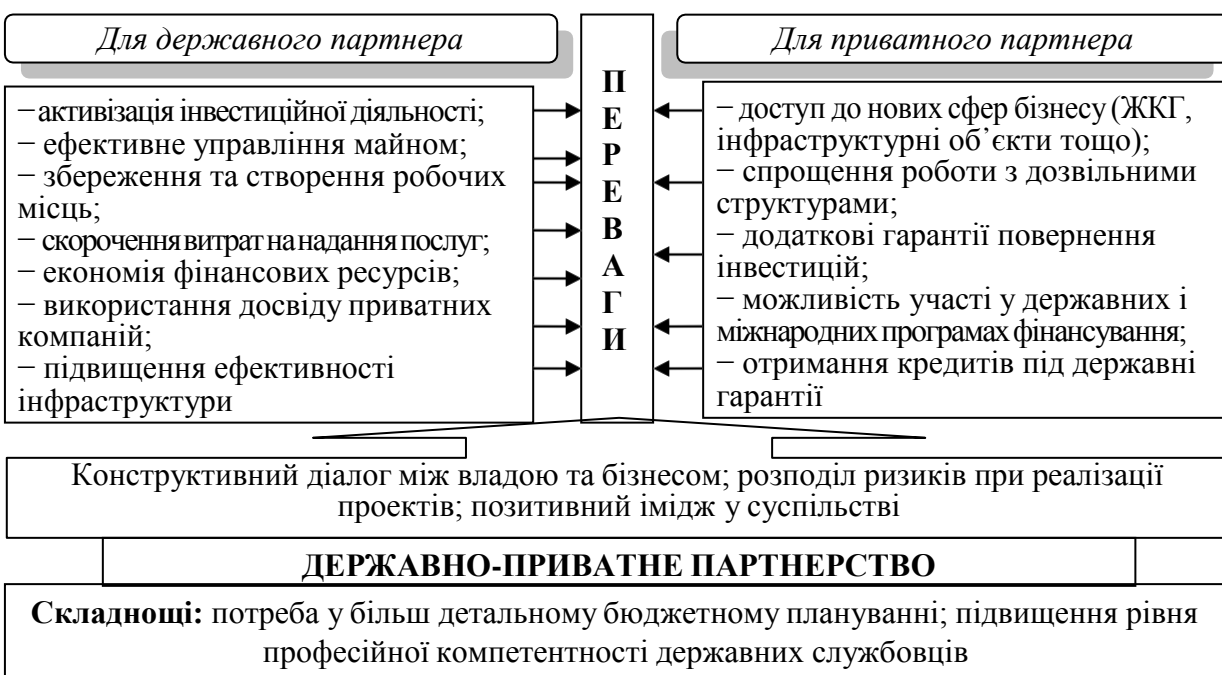 Для державного партнера
− активізація інвестиційної діяльності;
− ефективне управління майном;
− збереження та створення робочих
місць;
− скорочення витрат на надання послуг;
− економія фінансових ресурсів;
− використання досвіду приватних
компаній;
− підвищення ефективності
інфраструктури
П
Е
Р
Е
В
А
Г
И
Для приватного партнера
− доступ до нових сфер бізнесу (ЖКГ,
інфраструктурні об’єкти тощо);
− спрощення роботи з дозвільними
структурами;
− додаткові гарантії повернення
інвестицій;
− можливість участі у державних і
міжнародних програмах фінансування;
− отримання кредитів під державні
гарантії
Конструктивний діалог між владою та бізнесом; розподіл ризиків при реалізації
проектів; позитивний імідж у суспільстві
ДЕРЖАВНО-ПРИВАТНЕ ПАРТНЕРСТВО
Складнощі: потреба у більш детальному бюджетному плануванні; підвищення рівня
професійної компетентності державних службовців